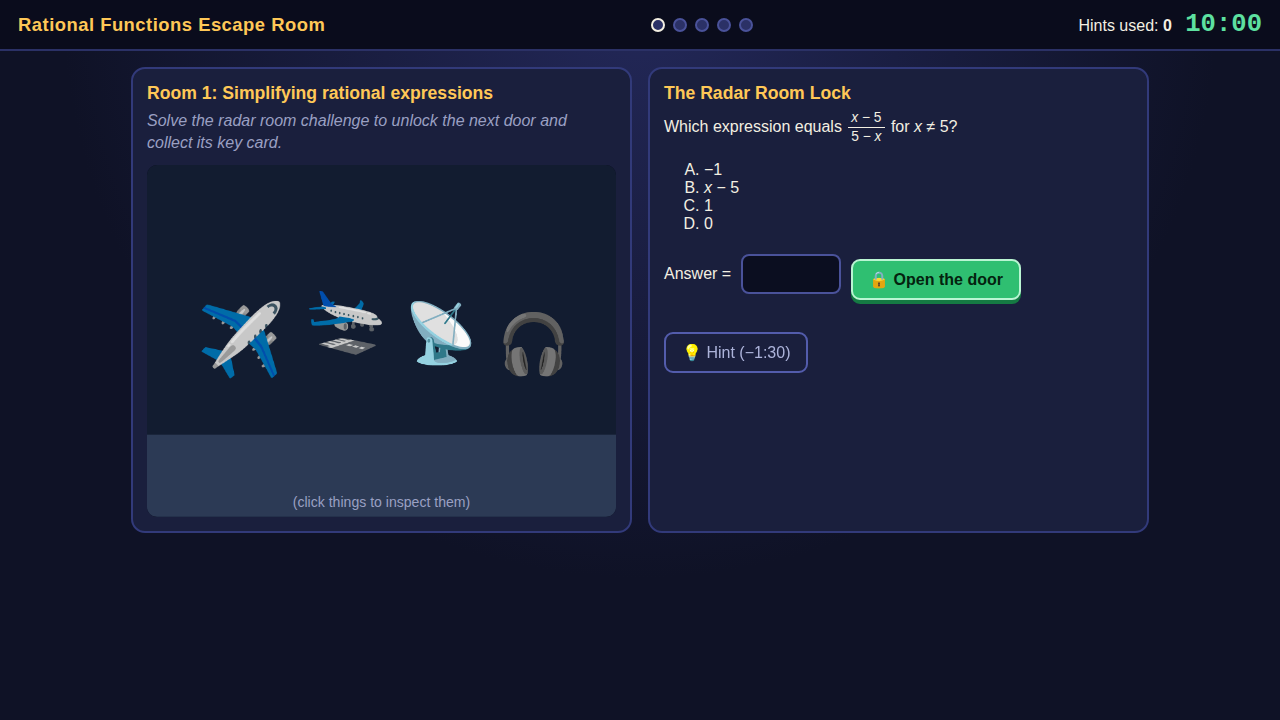 Rational Functions Escape Room
Hints used: 0 10:00
Room 1: Simplifying rational expressions
Solve the radar room challenge to unlock the next door and
collect its key card.
(click things to inspect them)
The Radar Room Lock
Which expression equals (x − 5)/(5 − x) for x ≠ 5?
A. −1
B. x − 5
C. 1
D. 0
Answer = 🔒 Open the door
💡 Hint (−1:30)